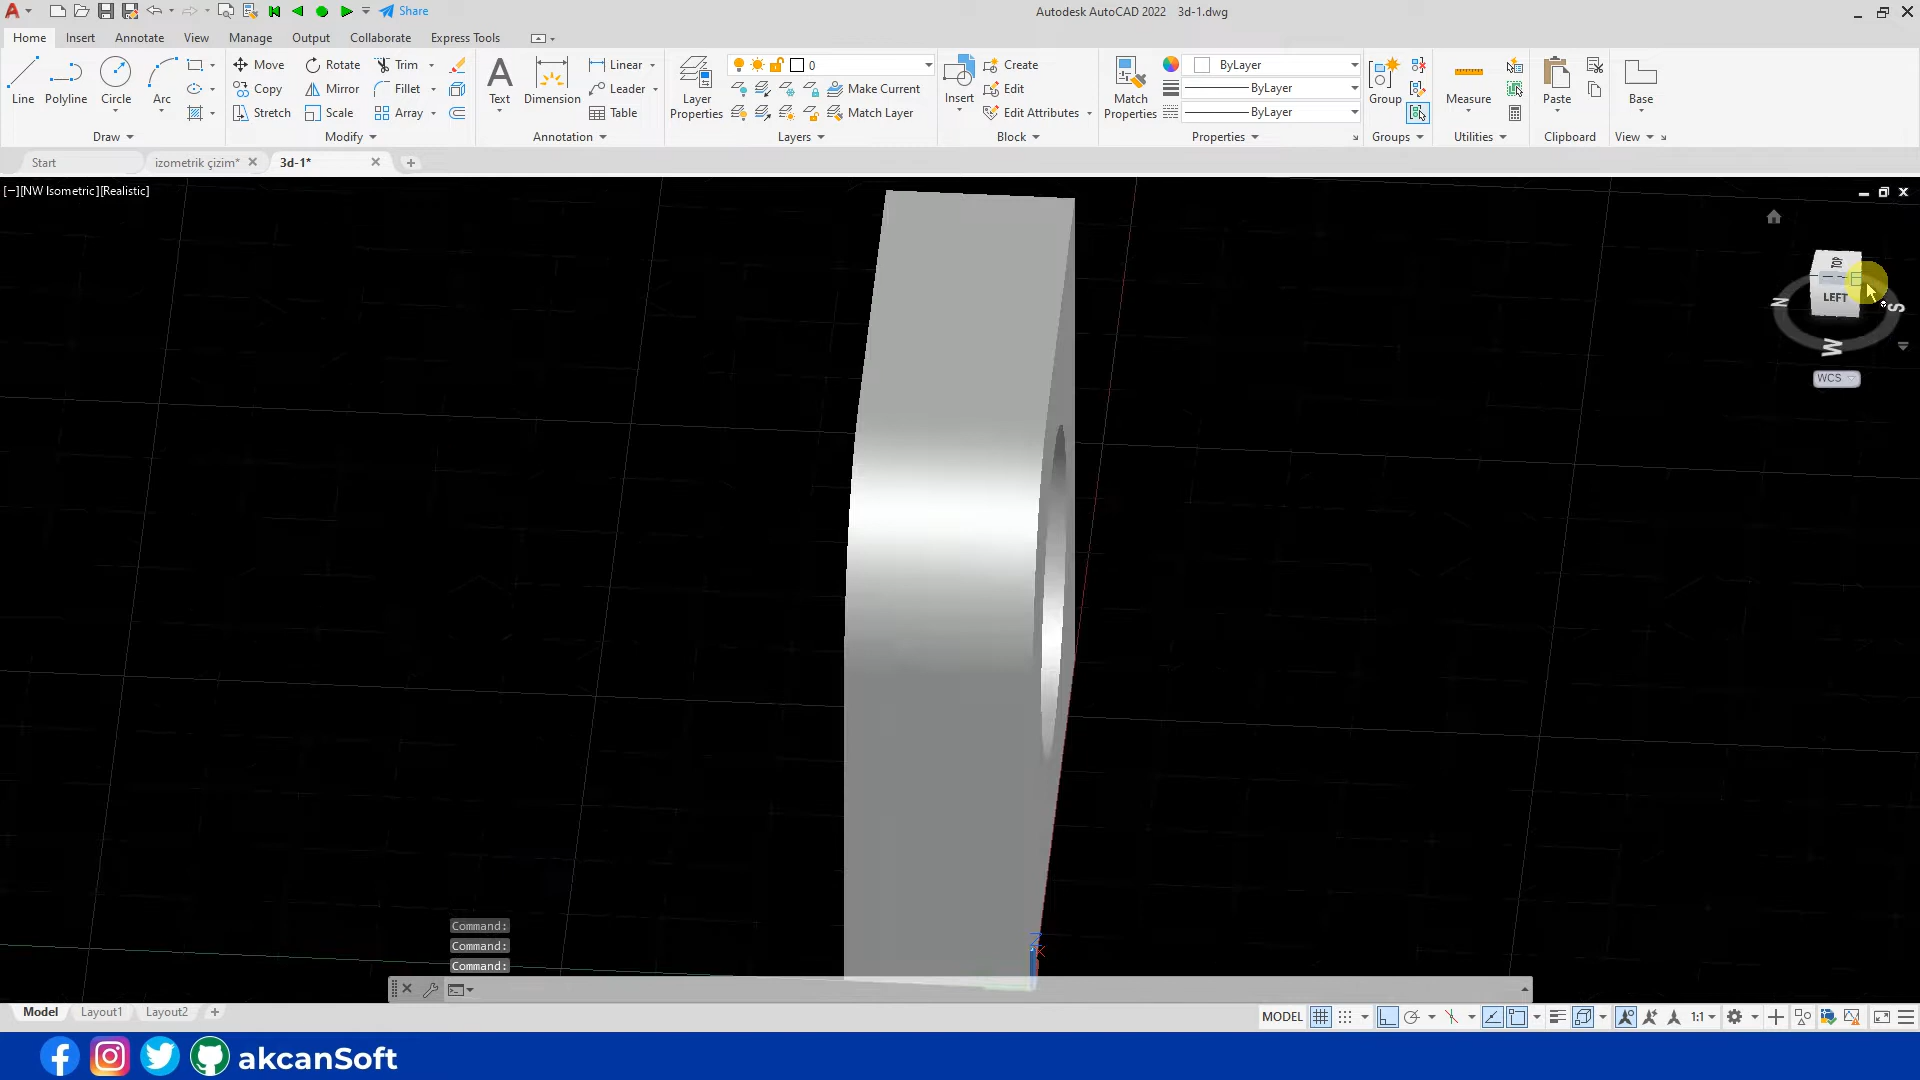 Share
Autodesk AutoCAD 2022 3d-1.dwg
Home Insert Annotate View Manage Output Collaborate Express Tools
Line Polyline Circle Arc
Move Rotate Trim
Copy Mirror Fillet
Stretch Scale Array
Text Dimension
Linear
Leader
Table
Layer Properties
0
Make Current
Match Layer
Insert
Create
Edit
Edit Attributes
Match Properties
ByLayer
ByLayer
ByLayer
Group Measure Paste Base
Draw Modify Annotation Layers Block Properties Groups Utilities Clipboard View
Start izometrik çizim* 3d-1*
[−][NW Isometric][Realistic]
TOP
LEFT
N S
W
WCS
Command:
Command:
Command:
Z
X
Model Layout1 Layout2
MODEL 1:1
akcanSoft